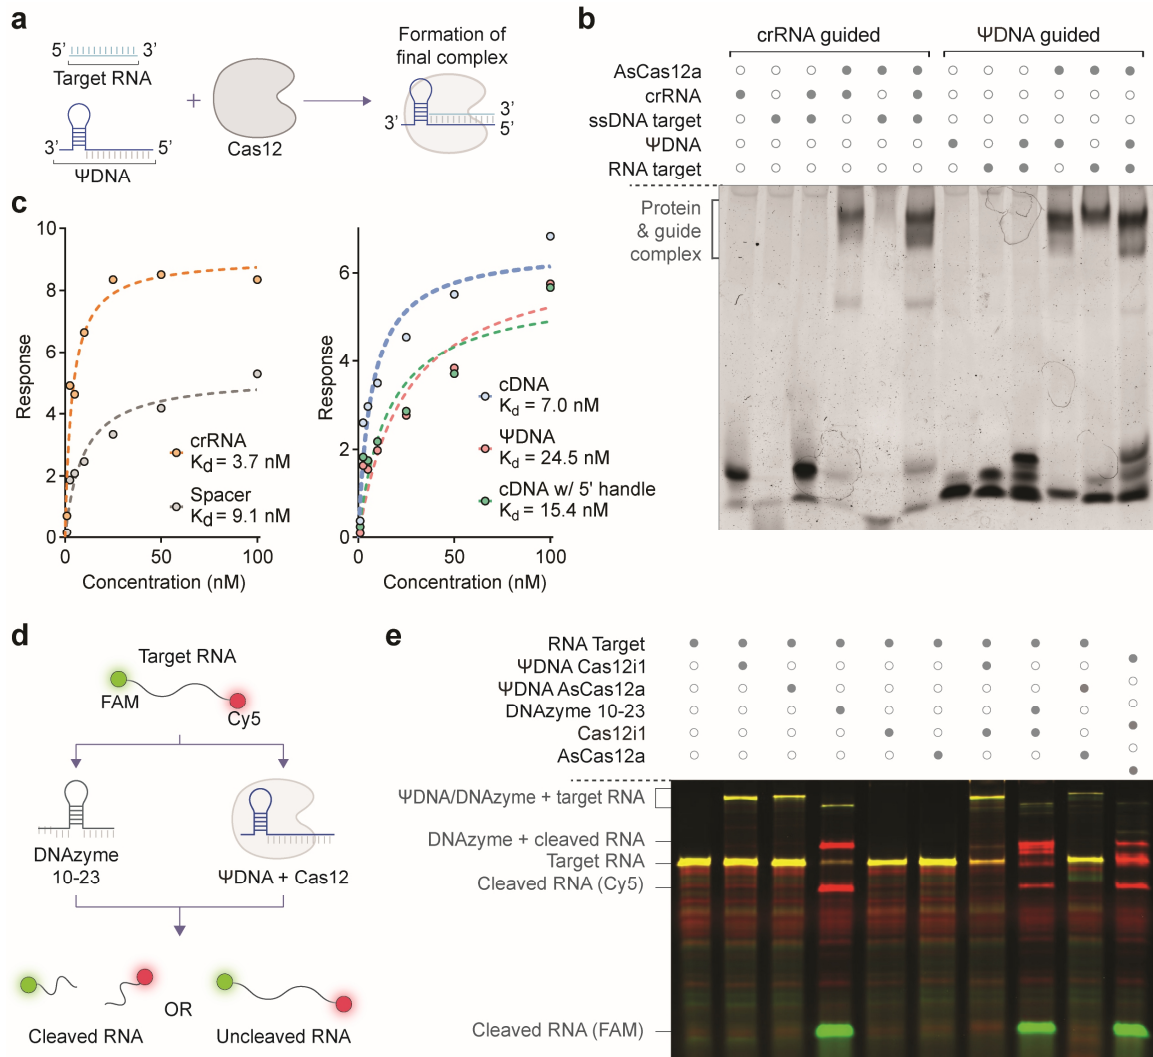 a
5’ 3’
Target RNA
3’ 5’
ΨDNA
+
Cas12
Formation of
final complex
3’
3’ 5’
b
crRNA guided ΨDNA guided
AsCas12a
crRNA
ssDNA target
ΨDNA
RNA target
Protein
& guide
complex
c
10
8
6
4
2
0
Response
0 50 100
Concentration (nM)
crRNA
Kd = 3.7 nM
Spacer
Kd = 9.1 nM
6
4
2
0
Response
0 50 100
Concentration (nM)
cDNA
Kd = 7.0 nM
ΨDNA
Kd = 24.5 nM
cDNA w/ 5' handle
Kd = 15.4 nM
d
Target RNA
FAM
Cy5
DNAzyme
10-23
ΨDNA + Cas12
OR
Cleaved RNA
Uncleaved RNA
e
RNA Target
ΨDNA Cas12i1
ΨDNA AsCas12a
DNAzyme 10-23
Cas12i1
AsCas12a
ΨDNA/DNAzyme + target RNA
DNAzyme + cleaved RNA
Target RNA
Cleaved RNA (Cy5)
Cleaved RNA (FAM)